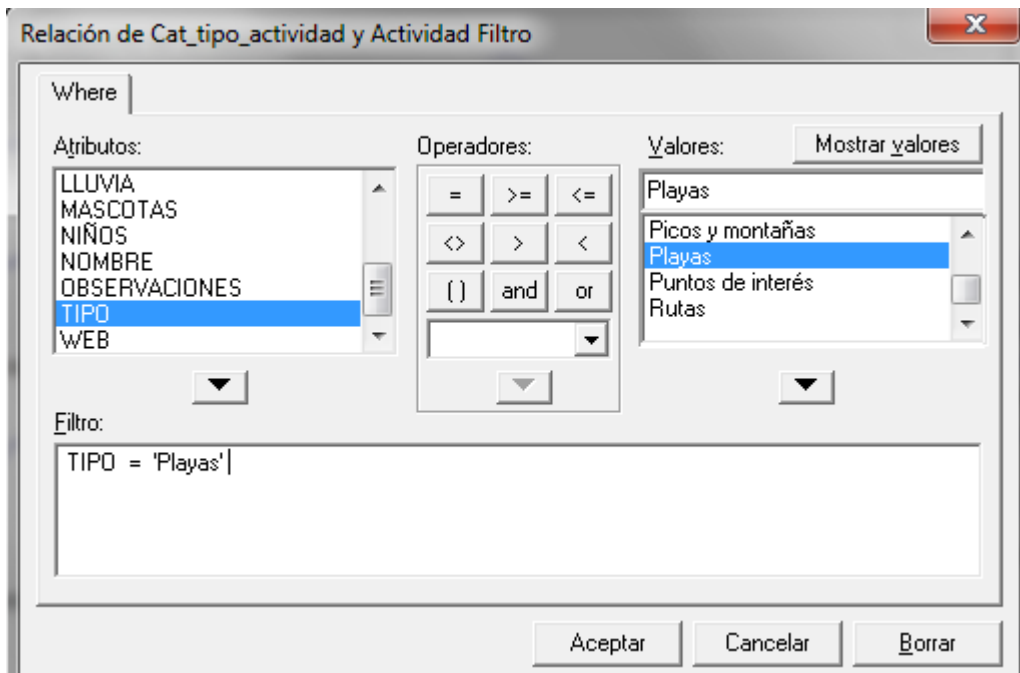 Relación de Cat_tipo_actividad y Actividad Filtro
Where
Atributos:
LLUVIA
MASCOTAS
NIÑOS
NOMBRE
OBSERVACIONES
TIPO
WEB
Operadores:
= >= <=
<> > <
( ) and or
Valores:
Mostrar valores
Playas
Picos y montañas
Playas
Puntos de interés
Rutas
Filtro:
TIPO = 'Playas'
Aceptar Cancelar Borrar